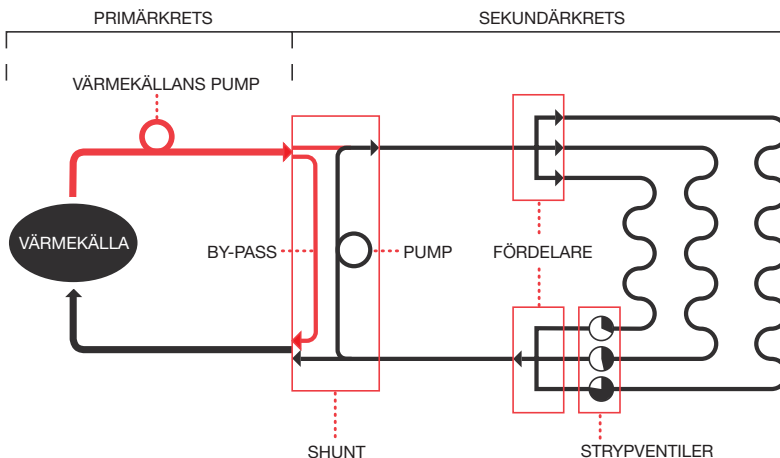 PRIMÄRKRETS
SEKUNDÄRKRETS
VÄRMEKÄLLANS PUMP
VÄRMEKÄLLA
BY-PASS
PUMP
FÖRDELARE
SHUNT
STRYPVENTILER